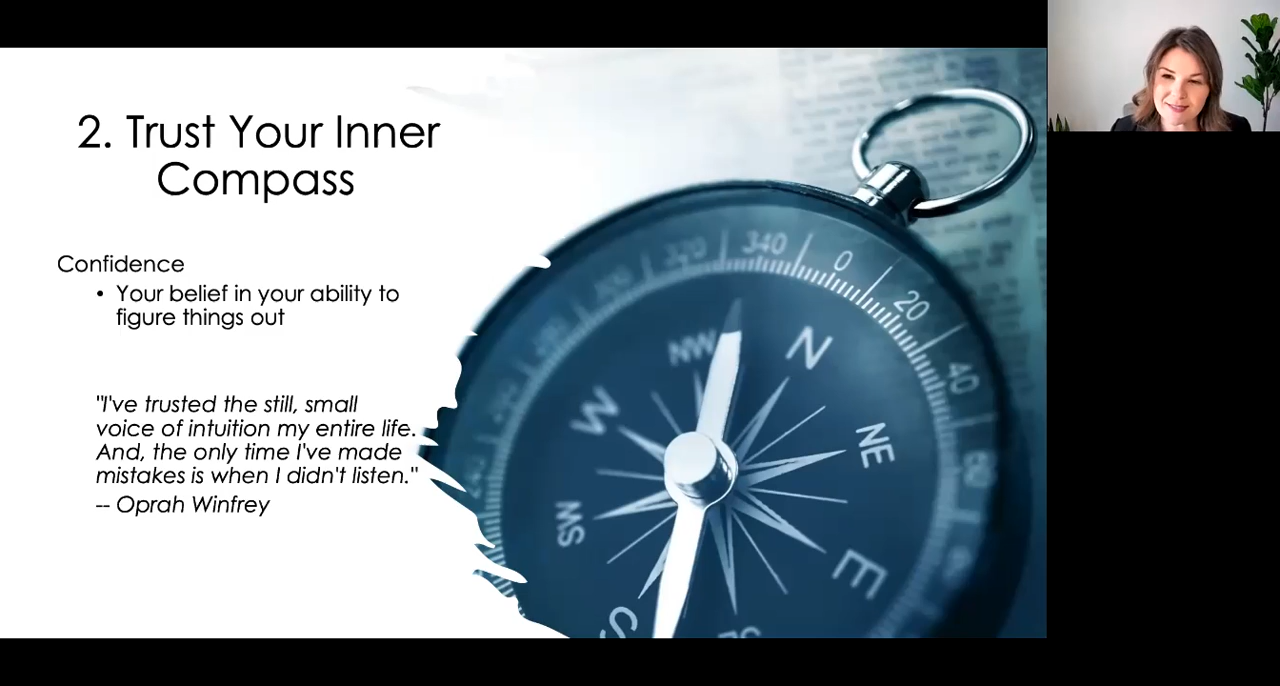 2. Trust Your Inner
Compass
Confidence
• Your belief in your ability to
figure things out
"I've trusted the still, small
voice of intuition my entire life.
And, the only time I've made
mistakes is when I didn't listen."
-- Oprah Winfrey
320 340 0 20 40 60
NW N
W NE
SW E
S